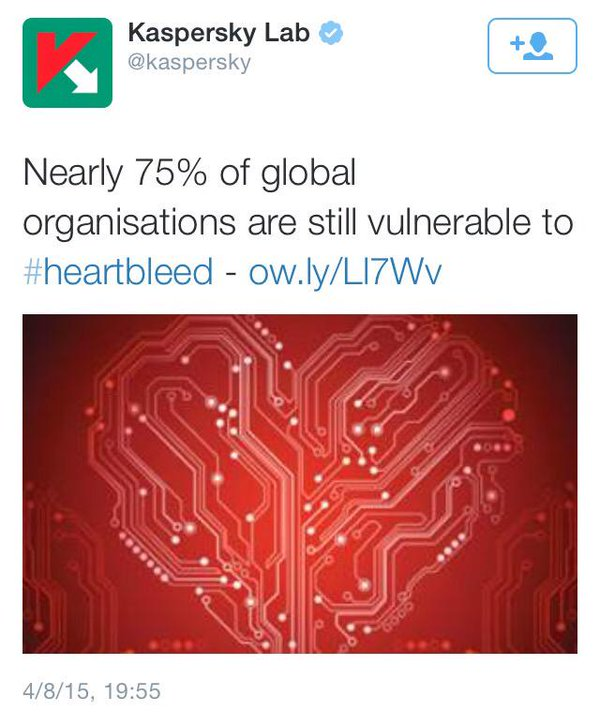 Kaspersky Lab
@kaspersky
Nearly 75% of global
organisations are still vulnerable to
#heartbleed - ow.ly/Ll7Wv
4/8/15, 19:55